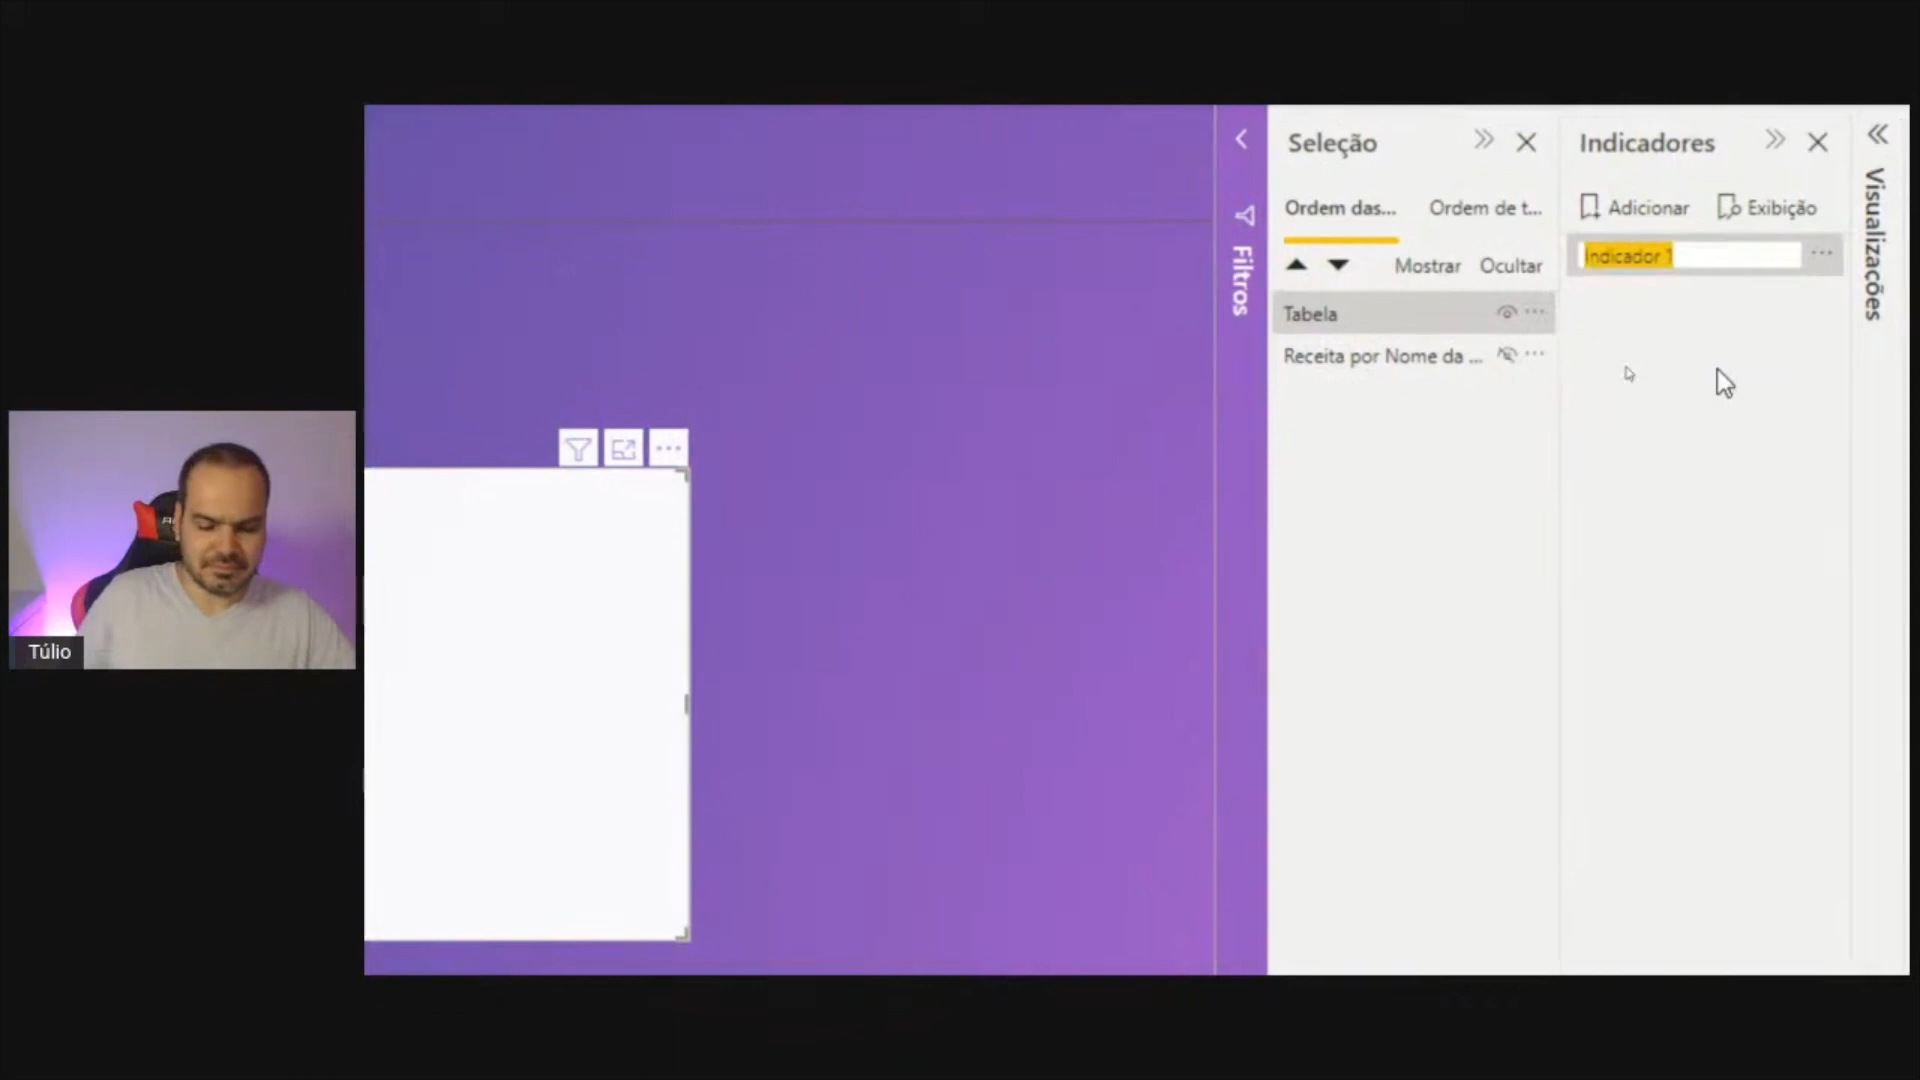 Túlio
Filtros
Seleção
Ordem das...
Ordem de t...
Mostrar
Ocultar
Tabela
Receita por Nome da ...
Indicadores
Adicionar
Exibição
Indicador 1
Visualizações